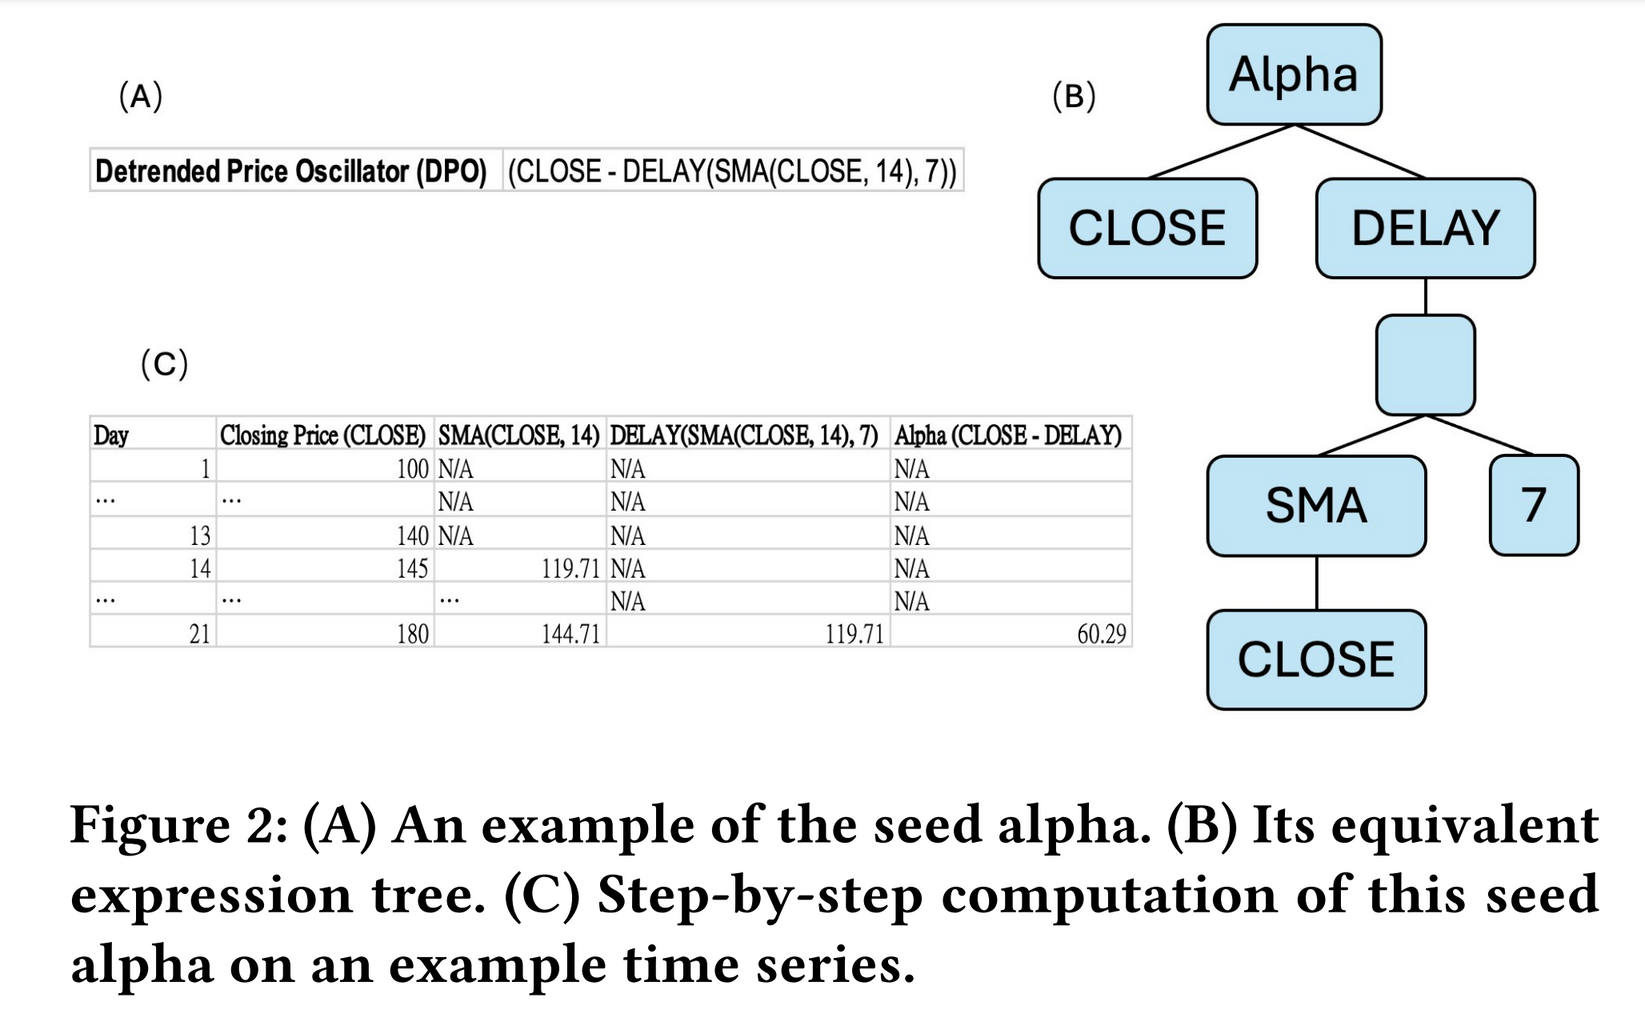 (A)
Detrended Price Oscillator (DPO) (CLOSE - DELAY(SMA(CLOSE, 14), 7))
(B)
Alpha
CLOSE DELAY
SMA 7
CLOSE
(C)
Day Closing Price (CLOSE) SMA(CLOSE, 14) DELAY(SMA(CLOSE, 14), 7) Alpha (CLOSE - DELAY)
1 100 N/A N/A N/A
... ... N/A N/A N/A
13 140 N/A N/A N/A
14 145 119.71 N/A N/A
... ... ... N/A N/A
21 180 144.71 119.71 60.29
Figure 2: (A) An example of the seed alpha. (B) Its equivalent
expression tree. (C) Step-by-step computation of this seed
alpha on an example time series.